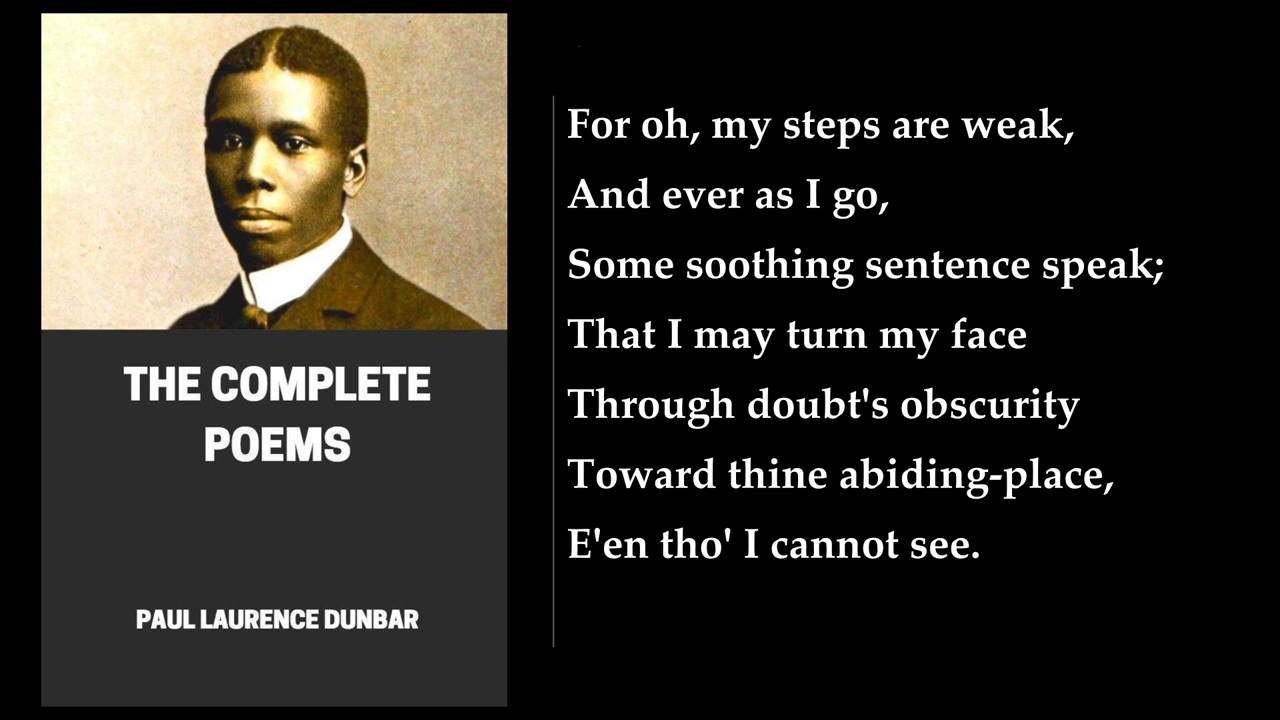 THE COMPLETE
POEMS
PAUL LAURENCE DUNBAR
For oh, my steps are weak,
And ever as I go,
Some soothing sentence speak;
That I may turn my face
Through doubt's obscurity
Toward thine abiding-place,
E'en tho' I cannot see.